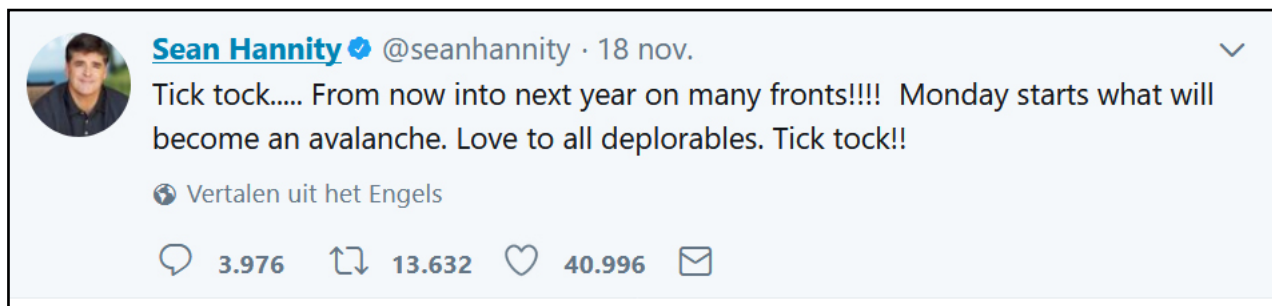 Sean Hannity @seanhannity · 18 nov.
Tick tock..... From now into next year on many fronts!!!!  Monday starts what will
become an avalanche. Love to all deplorables. Tick tock!!
Vertalen uit het Engels
3.976 13.632 40.996